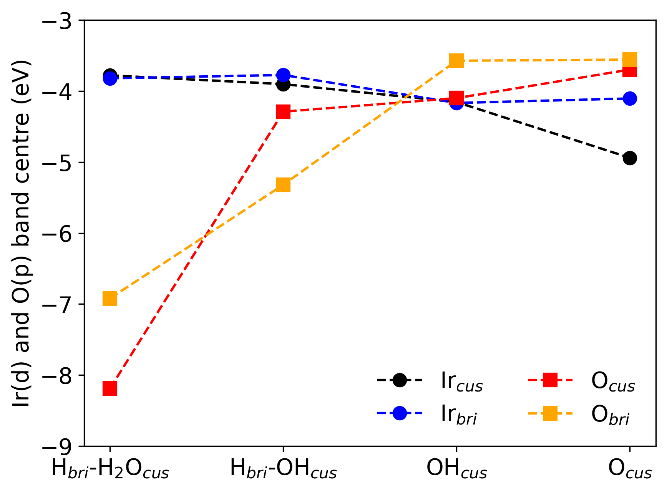 Ir(d) and O(p) band centre (eV)
−3
−4
−5
−6
−7
−8
−9
Ir_cus
Ir_bri
O_cus
O_bri
H_bri-H₂O_cus
H_bri-OH_cus
OH_cus
O_cus